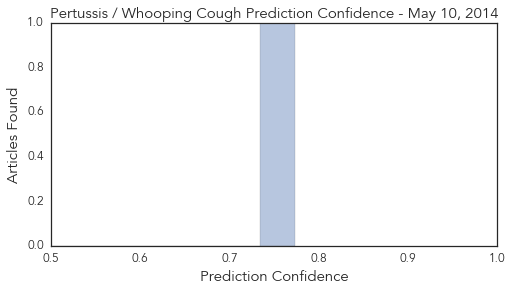 Pertussis / Whooping Cough Prediction Confidence - May 10, 2014
1.0
0.8
0.6
0.4
0.2
0.0
Articles Found
0.5 0.6 0.7 0.8 0.9 1.0
Prediction Confidence